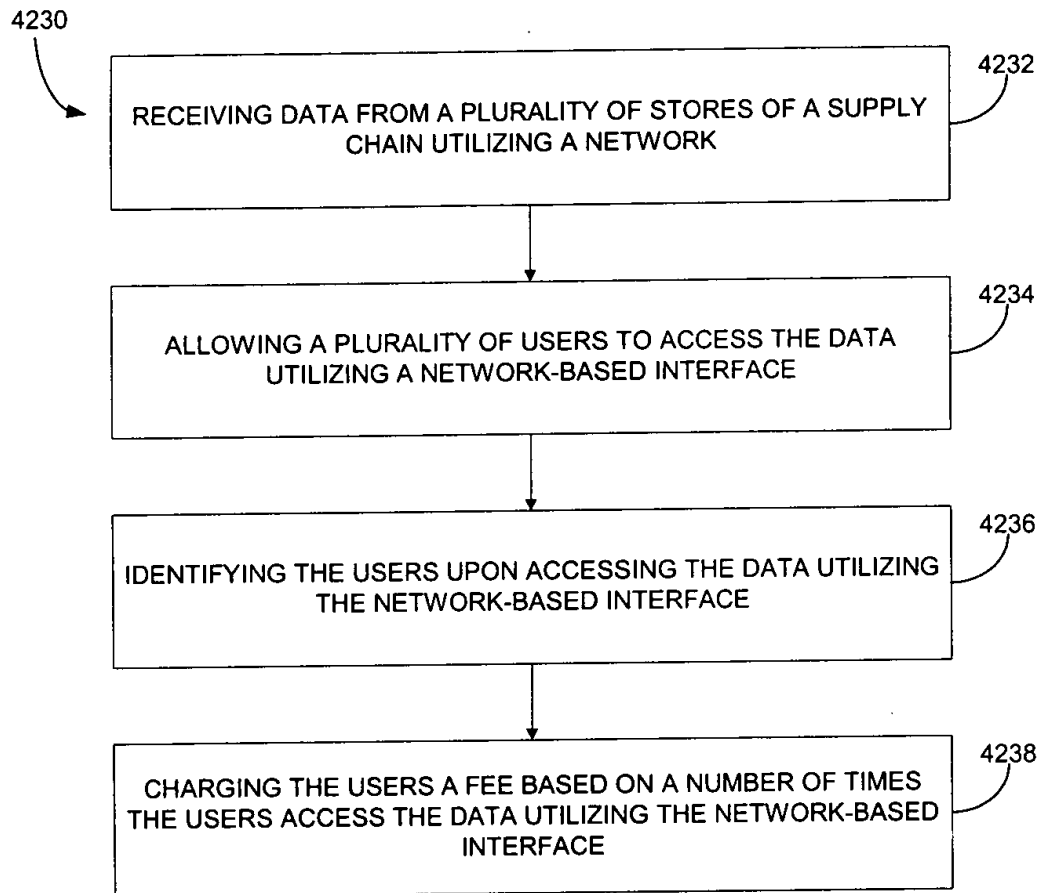 4230
4232
RECEIVING DATA FROM A PLURALITY OF STORES OF A SUPPLY
CHAIN UTILIZING A NETWORK
4234
ALLOWING A PLURALITY OF USERS TO ACCESS THE DATA
UTILIZING A NETWORK-BASED INTERFACE
4236
IDENTIFYING THE USERS UPON ACCESSING THE DATA UTILIZING
THE NETWORK-BASED INTERFACE
4238
CHARGING THE USERS A FEE BASED ON A NUMBER OF TIMES
THE USERS ACCESS THE DATA UTILIZING THE NETWORK-BASED
INTERFACE